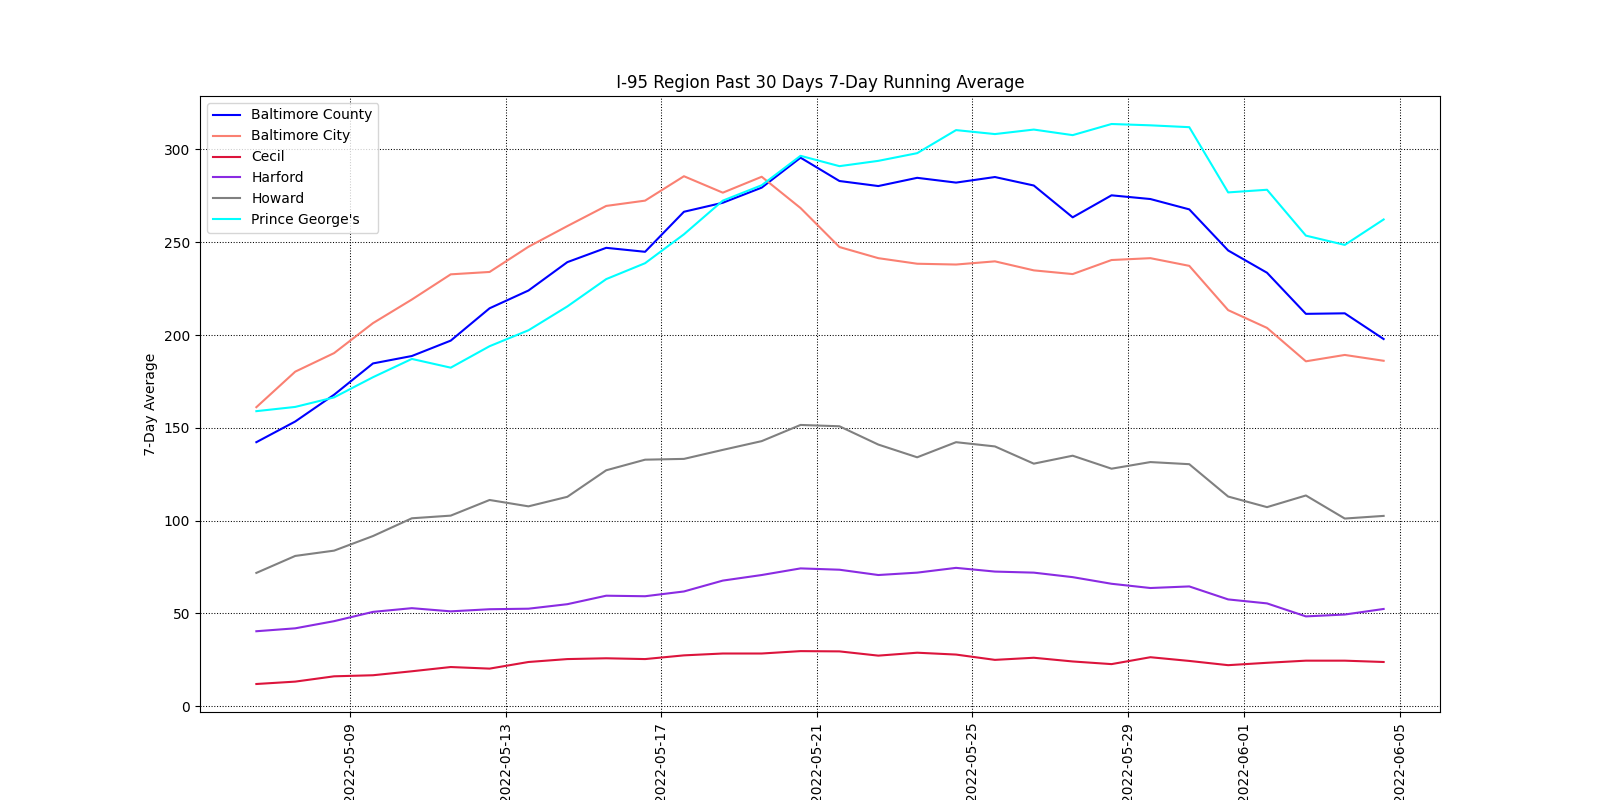 I-95 Region Past 30 Days 7-Day Running Average
Baltimore County
Baltimore City
Cecil
Harford
Howard
Prince George's
300
250
200
150
100
50
0
7-Day Average
2022-05-09
2022-05-13
2022-05-17
2022-05-21
2022-05-25
2022-05-29
2022-06-01
2022-06-05